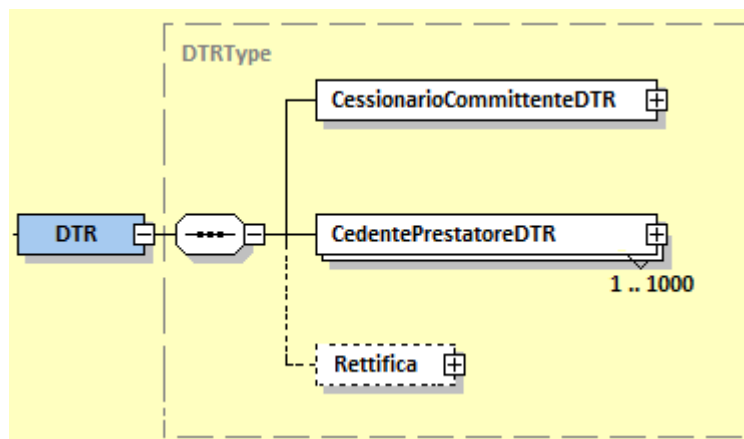 DTRType
CessionarioCommittenteDTR
DTR
CedentePrestatoreDTR
1 .. 1000
Rettifica